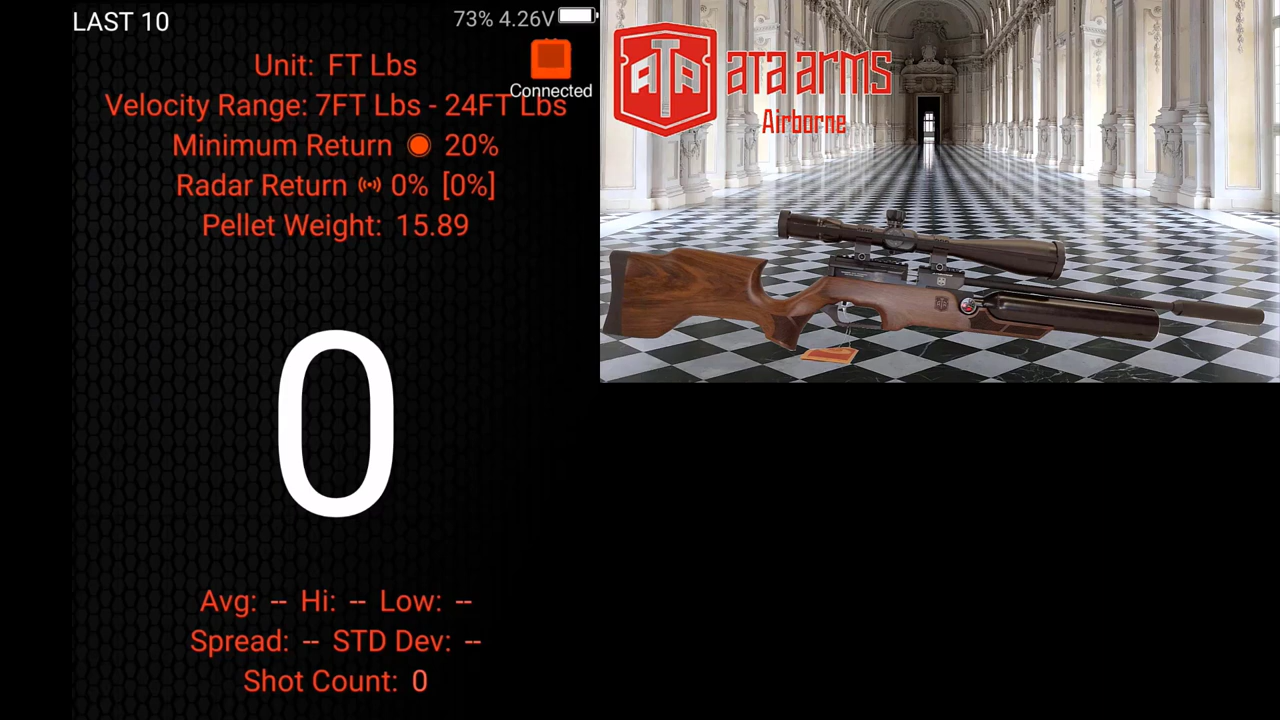 LAST 10
73% 4.26V
Connected
Unit: FT Lbs
Velocity Range: 7FT Lbs - 24FT Lbs
Minimum Return 20%
Radar Return 0% [0%]
Pellet Weight: 15.89
0
Avg: -- Hi: -- Low: --
Spread: -- STD Dev: --
Shot Count: 0
ATA
ATA arms
Airborne